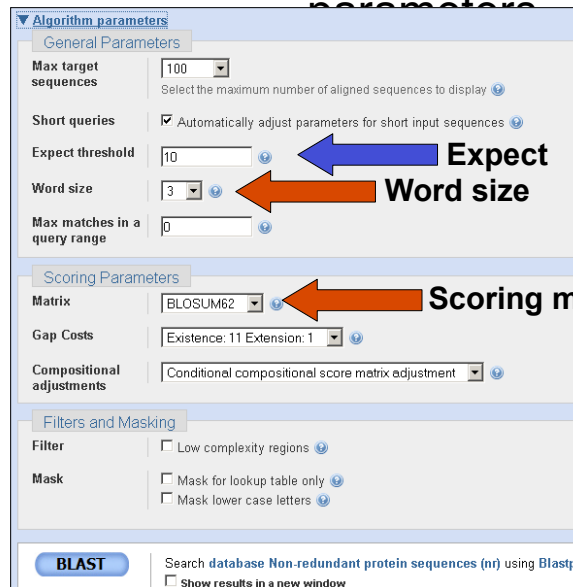 parameters
Algorithm parameters
General Parameters
Max target sequences
100
Select the maximum number of aligned sequences to display
Short queries
Automatically adjust parameters for short input sequences
Expect threshold
10
Expect
Word size
3
Word size
Max matches in a query range
0
Scoring Parameters
Matrix
BLOSUM62
Scoring m
Gap Costs
Existence: 11 Extension: 1
Compositional adjustments
Conditional compositional score matrix adjustment
Filters and Masking
Filter
Low complexity regions
Mask
Mask for lookup table only
Mask lower case letters
BLAST
Search database Non-redundant protein sequences (nr) using Blastp
Show results in a new window